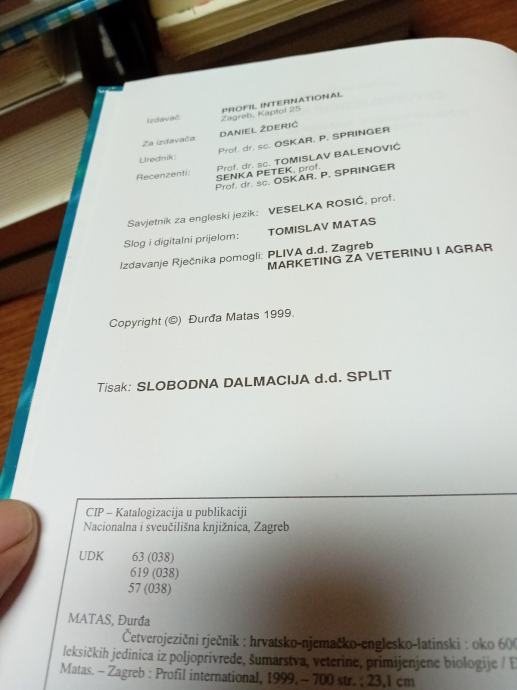 Izdavač: PROFIL INTERNATIONAL
Zagreb, Kaptol 25
Za izdavača: DANIEL ŽDERIĆ
Urednik: Prof. dr. sc. OSKAR. P. SPRINGER
Recenzenti: Prof. dr. sc. TOMISLAV BALENOVIĆ
SENKA PETEK, prof.
Prof. dr. sc. OSKAR. P. SPRINGER
Savjetnik za engleski jezik: VESELKA ROSIĆ, prof.
Slog i digitalni prijelom: TOMISLAV MATAS
Izdavanje Rječnika pomogli: PLIVA d.d. Zagreb
MARKETING ZA VETERINU I AGRAR
Copyright (©) Đurđa Matas 1999.
Tisak: SLOBODNA DALMACIJA d.d. SPLIT
CIP – Katalogizacija u publikaciji
Nacionalna i sveučilišna knjižnica, Zagreb
UDK 63 (038)
619 (038)
57 (038)
MATAS, Đurđa
Četverojezični rječnik : hrvatsko-njemačko-englesko-latinski : oko
leksičkih jedinica iz poljoprivrede, šumarstva, veterine, primijenjene biologije /
Matas. – Zagreb : Profil international, 1999. – 700 str. ; 23,1 cm